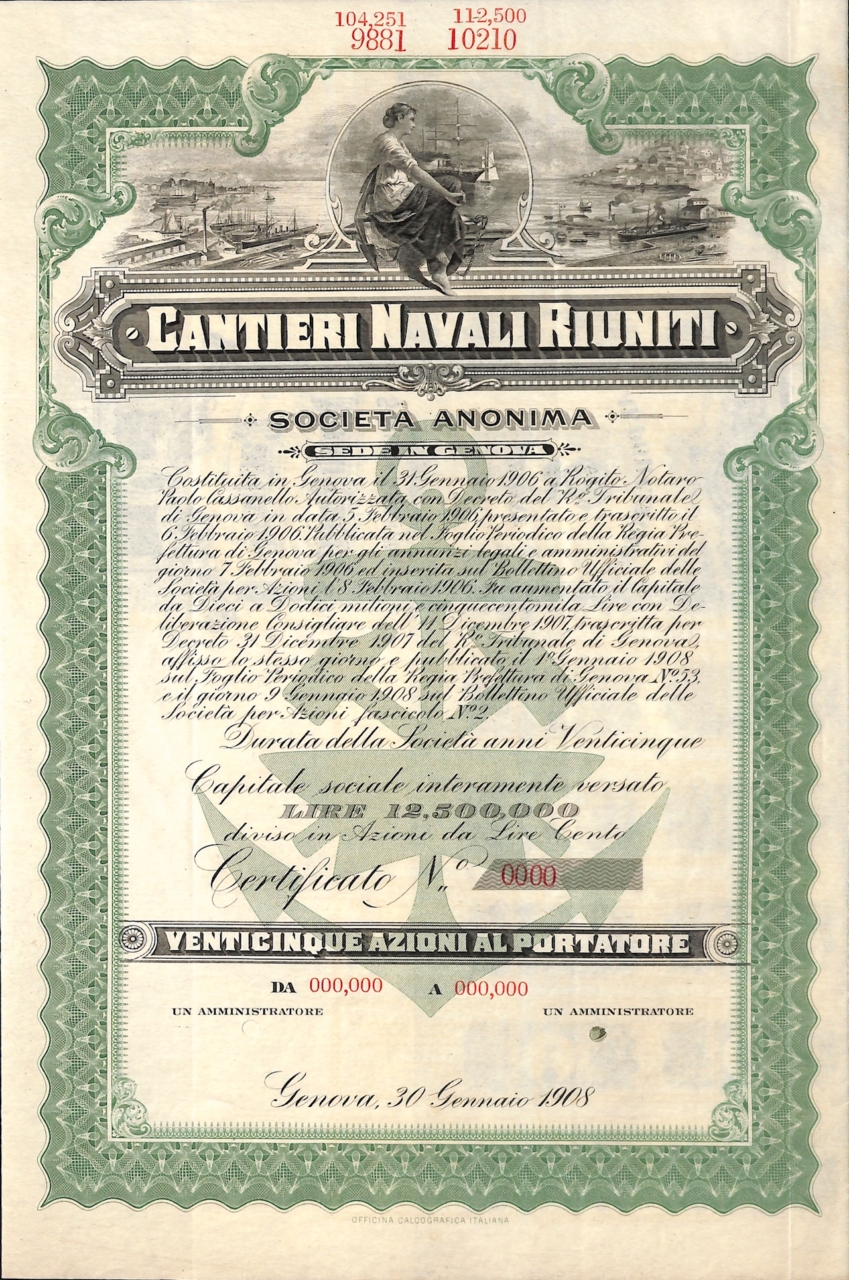 104,251 112,500
9881 10210
CANTIERI NAVALI RIUNITI
SOCIETÀ ANONIMA
SEDE IN GENOVA
Costituita in Genova il 31 Gennaio 1906 a Rogito Notaro
Paolo Cassanello Autorizzata con Decreto del Ro. Tribunale
di Genova in data 5 Febbraio 1906, presentato e trascritto il
6 Febbraio 1906. Pubblicata nel Foglio Periodico della Regia Pre-
fettura di Genova per gli annunzi legali e amministrativi del
giorno 7 Febbraio 1906 ed inserita sul Bollettino Ufficiale delle
Società per Azioni l'8 Febbraio 1906. Fu aumentato il Capitale
da Dieci a Dodici milioni e cinquecentomila Lire con De-
liberazione Consigliare dell'11 Dicembre 1907, trascritta per
Decreto 31 Dicembre 1907 del Ro. Tribunale di Genova,
affisso lo stesso giorno e pubblicato il 1o Gennaio 1908
sul Foglio Periodico della Regia Prefettura di Genova No. 53,
e il giorno 9 Gennaio 1908 sul Bollettino Ufficiale delle
Società per Azioni fascicolo No. 2.
Durata della Società anni Venticinque
Capitale sociale interamente versato
LIRE 12,500,000
diviso in Azioni da Lire Cento
Certificato No. 0000
VENTICINQUE AZIONI AL PORTATORE
DA 000,000 A 000,000
UN AMMINISTRATORE UN AMMINISTRATORE
Genova, 30 Gennaio 1908
OFFICINA CALCOGRAFICA ITALIANA